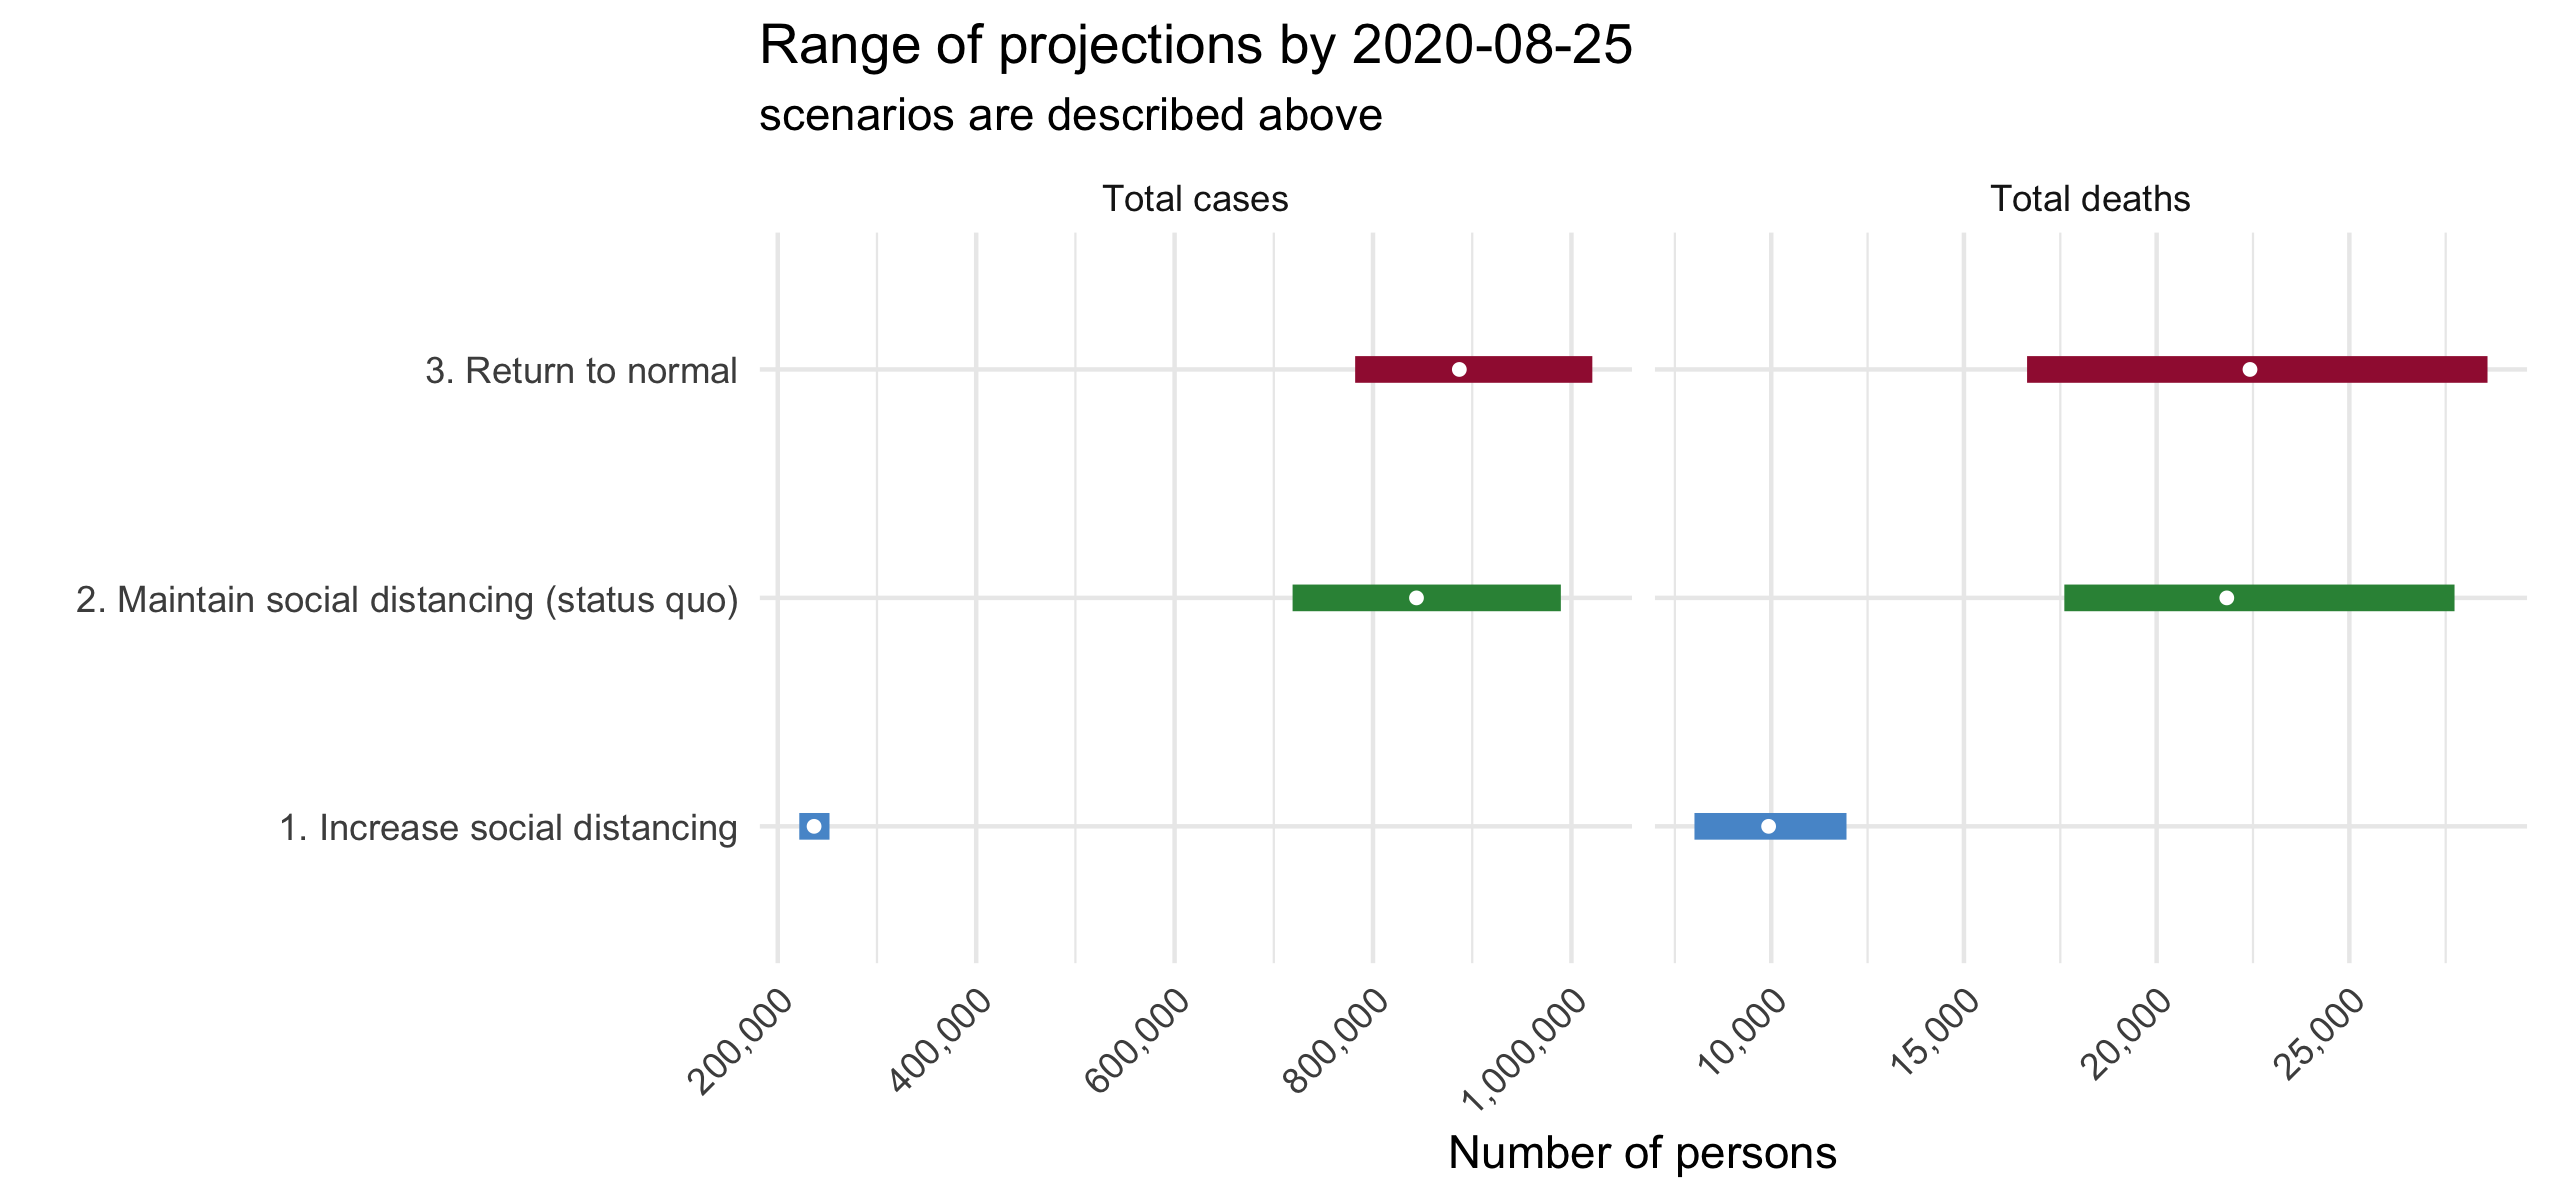 Range of projections by 2020-08-25
scenarios are described above
Total cases
Total deaths
3. Return to normal
2. Maintain social distancing (status quo)
1. Increase social distancing
200,000
400,000
600,000
800,000
1,000,000
10,000
15,000
20,000
25,000
Number of persons